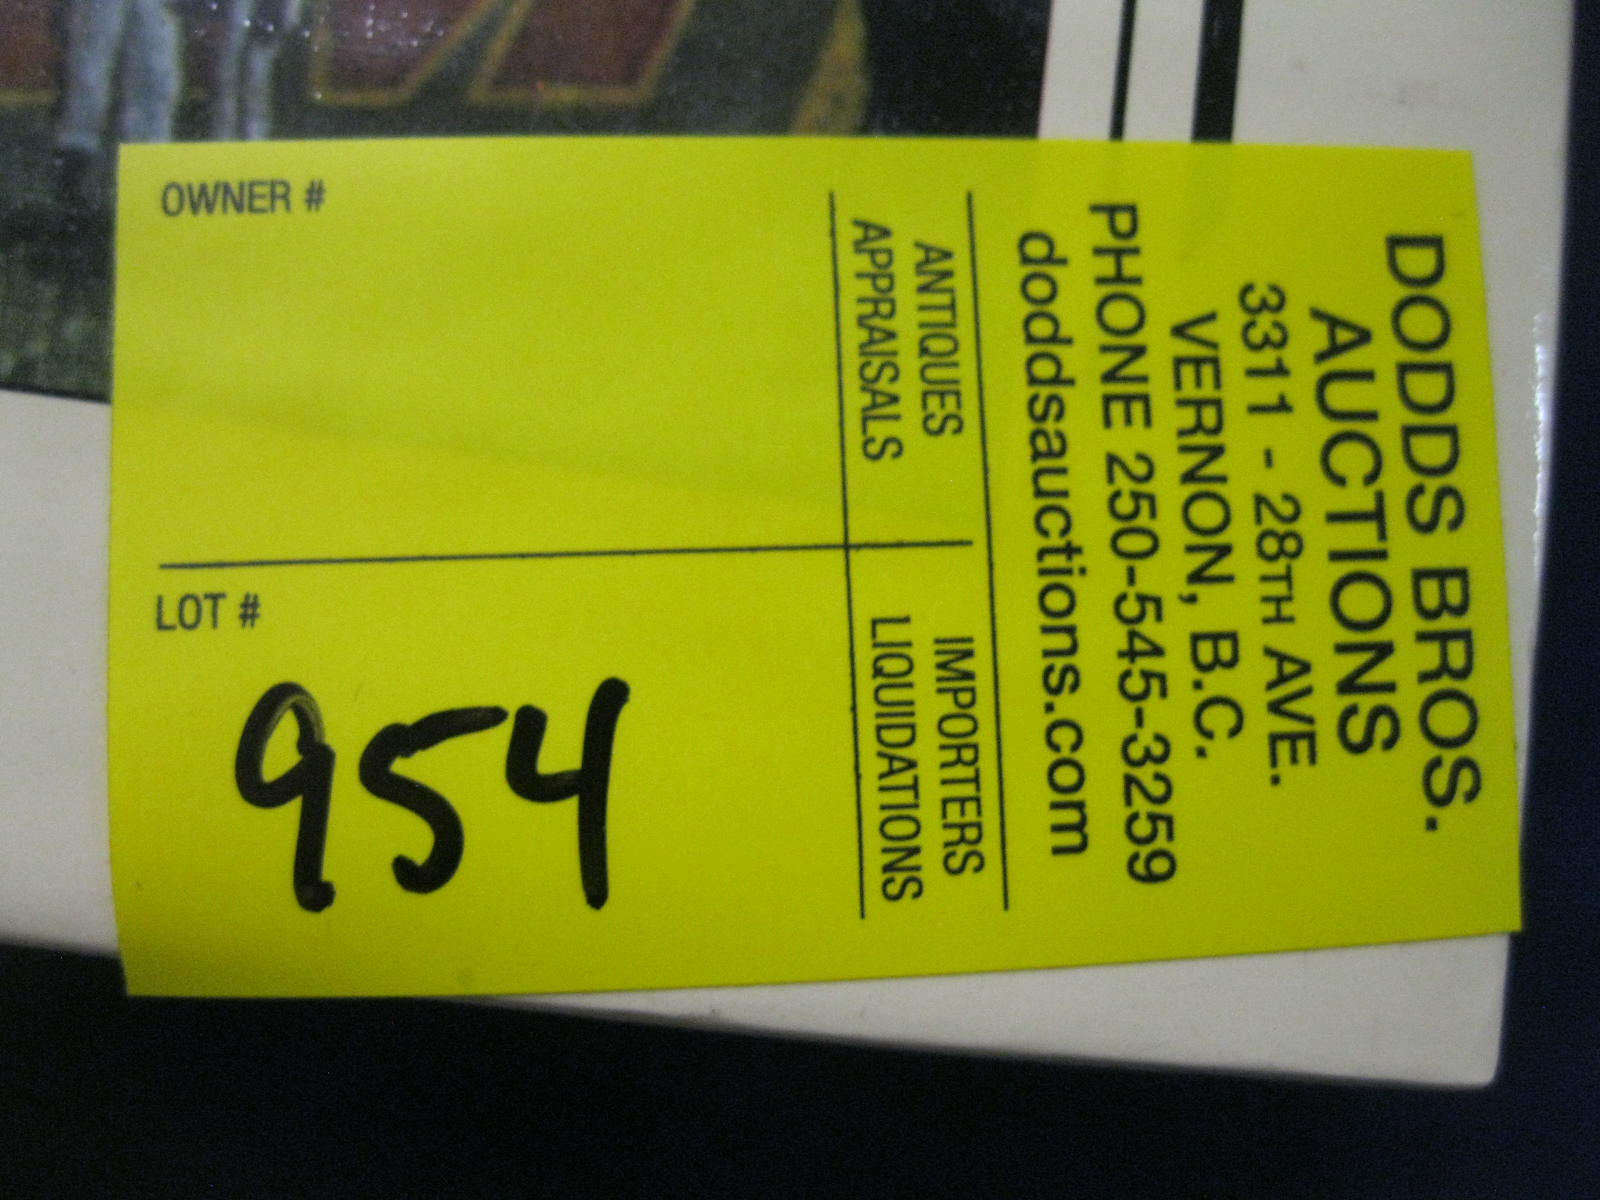 DODDS BROS.
AUCTIONS
3311 - 28TH AVE.
VERNON, B.C.
PHONE 250-545-3259
doddsauctions.com
ANTIQUES
APPRAISALS
IMPORTERS
LIQUIDATIONS
OWNER #
LOT #
954